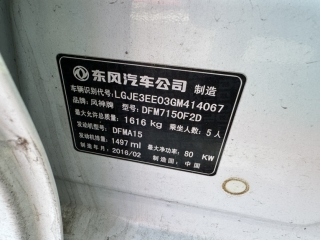 东风汽车公司 制造
车辆识别代号: LGJE3EE03GM414067
品牌: 风神牌 型号: DFM7150F2D
最大允许总质量: 1616 kg 乘坐人数: 5 人
发动机型号: DFMA15
发动机排量: 1497 ml 最大净功率: 80 KW
制造年月: 2016/02 制造国: 中国